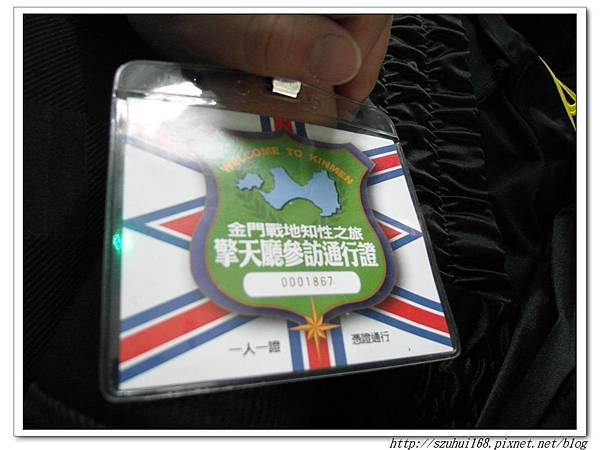 WELCOME TO KINMEN
金門戰地知性之旅
擎天廳參訪通行證
0001867
一人一證 憑證通行
http://szuhui168.pixnet.net/blog